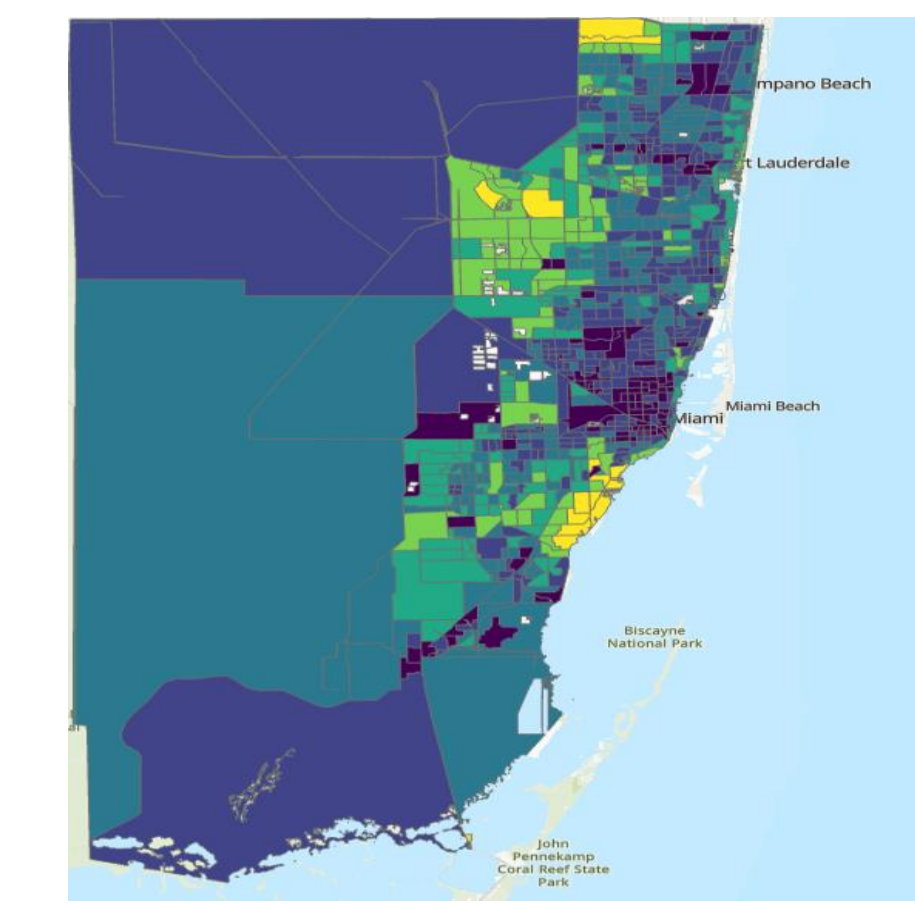 mpano Beach
t Lauderdale
Miami Beach
Miami
Biscayne
National Park
John
Pennekamp
Coral Reef State
Park